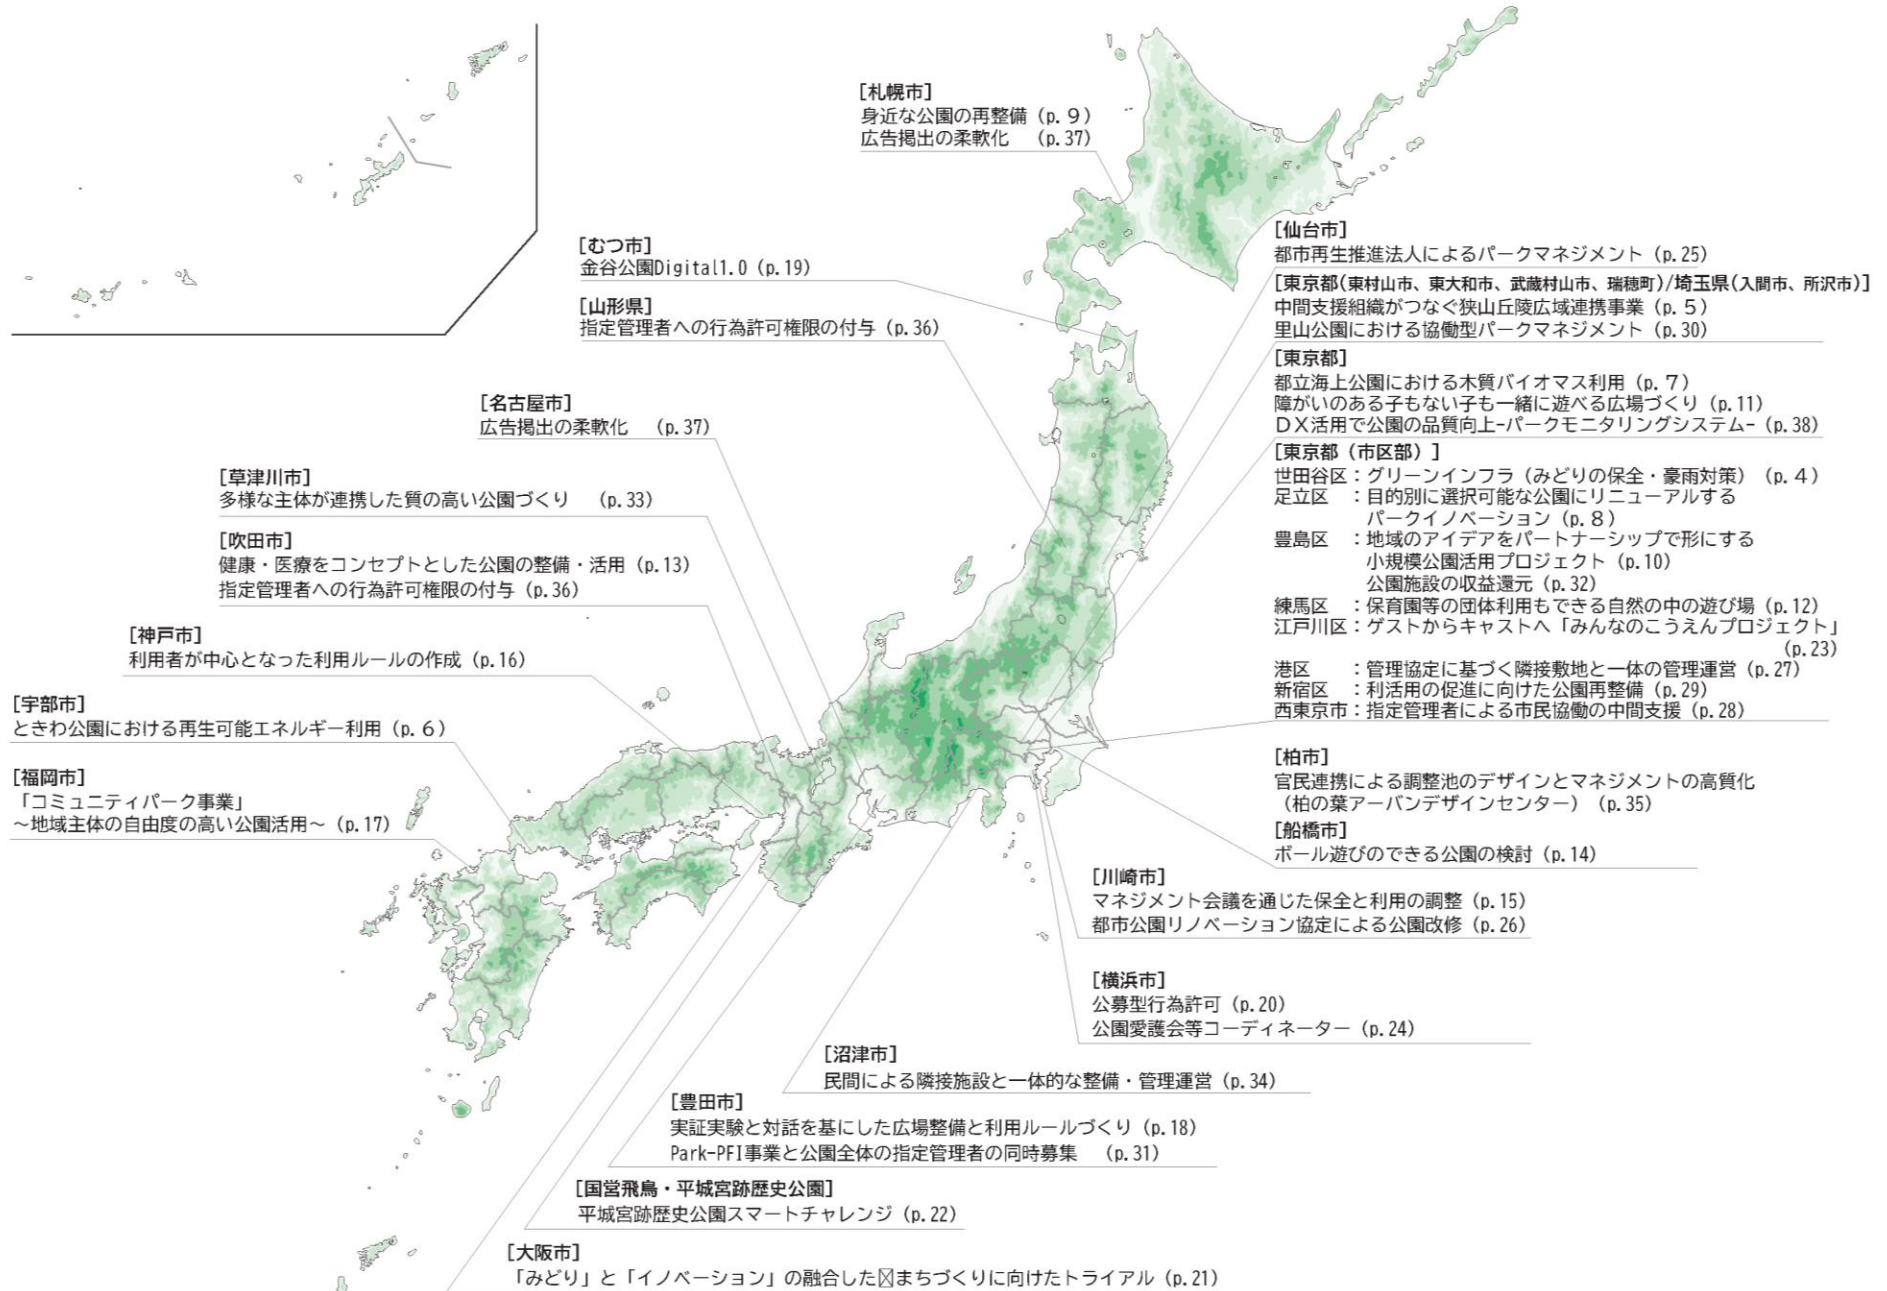 [札幌市]
身近な公園の再整備（p. 9）
広告掲出の柔軟化　（p.37）
[むつ市]
金谷公園Digital1.0（p.19）
[山形県]
指定管理者への行為許可権限の付与（p.36）
[名古屋市]
広告掲出の柔軟化　（p.37）
[草津川市]
多様な主体が連携した質の高い公園づくり　（p.33）
[吹田市]
健康・医療をコンセプトとした公園の整備・活用（p.13）
指定管理者への行為許可権限の付与（p.36）
[神戸市]
利用者が中心となった利用ルールの作成（p.16）
[宇部市]
ときわ公園における再生可能エネルギー利用（p. 6）
[福岡市]
「コミュニティパーク事業」
～地域主体の自由度の高い公園活用～（p.17）
[仙台市]
都市再生推進法人によるパークマネジメント（p.25）
[東京都(東村山市、東大和市、武蔵村山市、瑞穂町)/埼玉県(入間市、所沢市)]
中間支援組織がつなぐ狭山丘陵広域連携事業（p. 5）
里山公園における協働型パークマネジメント（p.30）
[東京都]
都立海上公園における木質バイオマス利用（p. 7）
障がいのある子もない子も一緒に遊べる広場づくり（p.11）
ＤＸ活用で公園の品質向上-パークモニタリングシステム-（p.38）
[東京都（市区部）]
世田谷区：グリーンインフラ（みどりの保全・豪雨対策）（p. 4）
足立区　：目的別に選択可能な公園にリニューアルする
パークイノベーション（p. 8）
豊島区　：地域のアイデアをパートナーシップで形にする
小規模公園活用プロジェクト（p.10）
公園施設の収益還元（p.32）
練馬区　：保育園等の団体利用もできる自然の中の遊び場（p.12）
江戸川区：ゲストからキャストへ「みんなのこうえんプロジェクト」
（p.23）
港区　　：管理協定に基づく隣接敷地と一体の管理運営（p.27）
新宿区　：利活用の促進に向けた公園再整備（p.29）
西東京市：指定管理者による市民協働の中間支援（p.28）
[柏市]
官民連携による調整池のデザインとマネジメントの高質化
（柏の葉アーバンデザインセンター）（p.35）
[船橋市]
ボール遊びのできる公園の検討（p.14）
[川崎市]
マネジメント会議を通じた保全と利用の調整（p.15）
都市公園リノベーション協定による公園改修（p.26）
[横浜市]
公募型行為許可（p.20）
公園愛護会等コーディネーター（p.24）
[沼津市]
民間による隣接施設と一体的な整備・管理運営（p.34）
[豊田市]
実証実験と対話を基にした広場整備と利用ルールづくり（p.18）
Park-PFI事業と公園全体の指定管理者の同時募集　（p.31）
[国営飛鳥・平城宮跡歴史公園]
平城宮跡歴史公園スマートチャレンジ（p.22）
[大阪市]
「みどり」と「イノベーション」の融合した☒まちづくりに向けたトライアル（p.21）